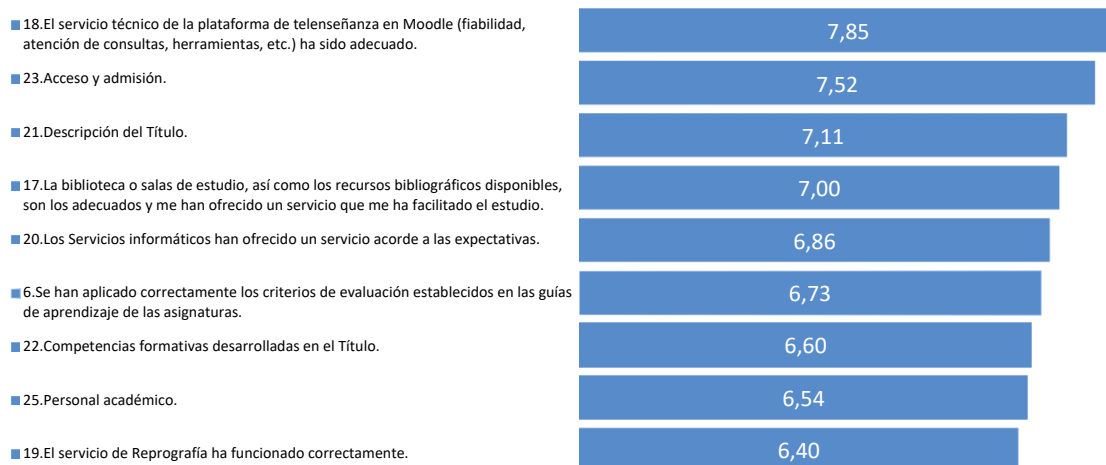 18.El servicio técnico de la plataforma de telenseñanza en Moodle (fiabilidad,
atención de consultas, herramientas, etc.) ha sido adecuado.
7,85
23.Acceso y admisión.
7,52
21.Descripción del Título.
7,11
17.La biblioteca o salas de estudio, así como los recursos bibliográficos disponibles,
son los adecuados y me han ofrecido un servicio que me ha facilitado el estudio.
7,00
20.Los Servicios informáticos han ofrecido un servicio acorde a las expectativas.
6,86
6.Se han aplicado correctamente los criterios de evaluación establecidos en las guías
de aprendizaje de las asignaturas.
6,73
22.Competencias formativas desarrolladas en el Título.
6,60
25.Personal académico.
6,54
19.El servicio de Reprografía ha funcionado correctamente.
6,40